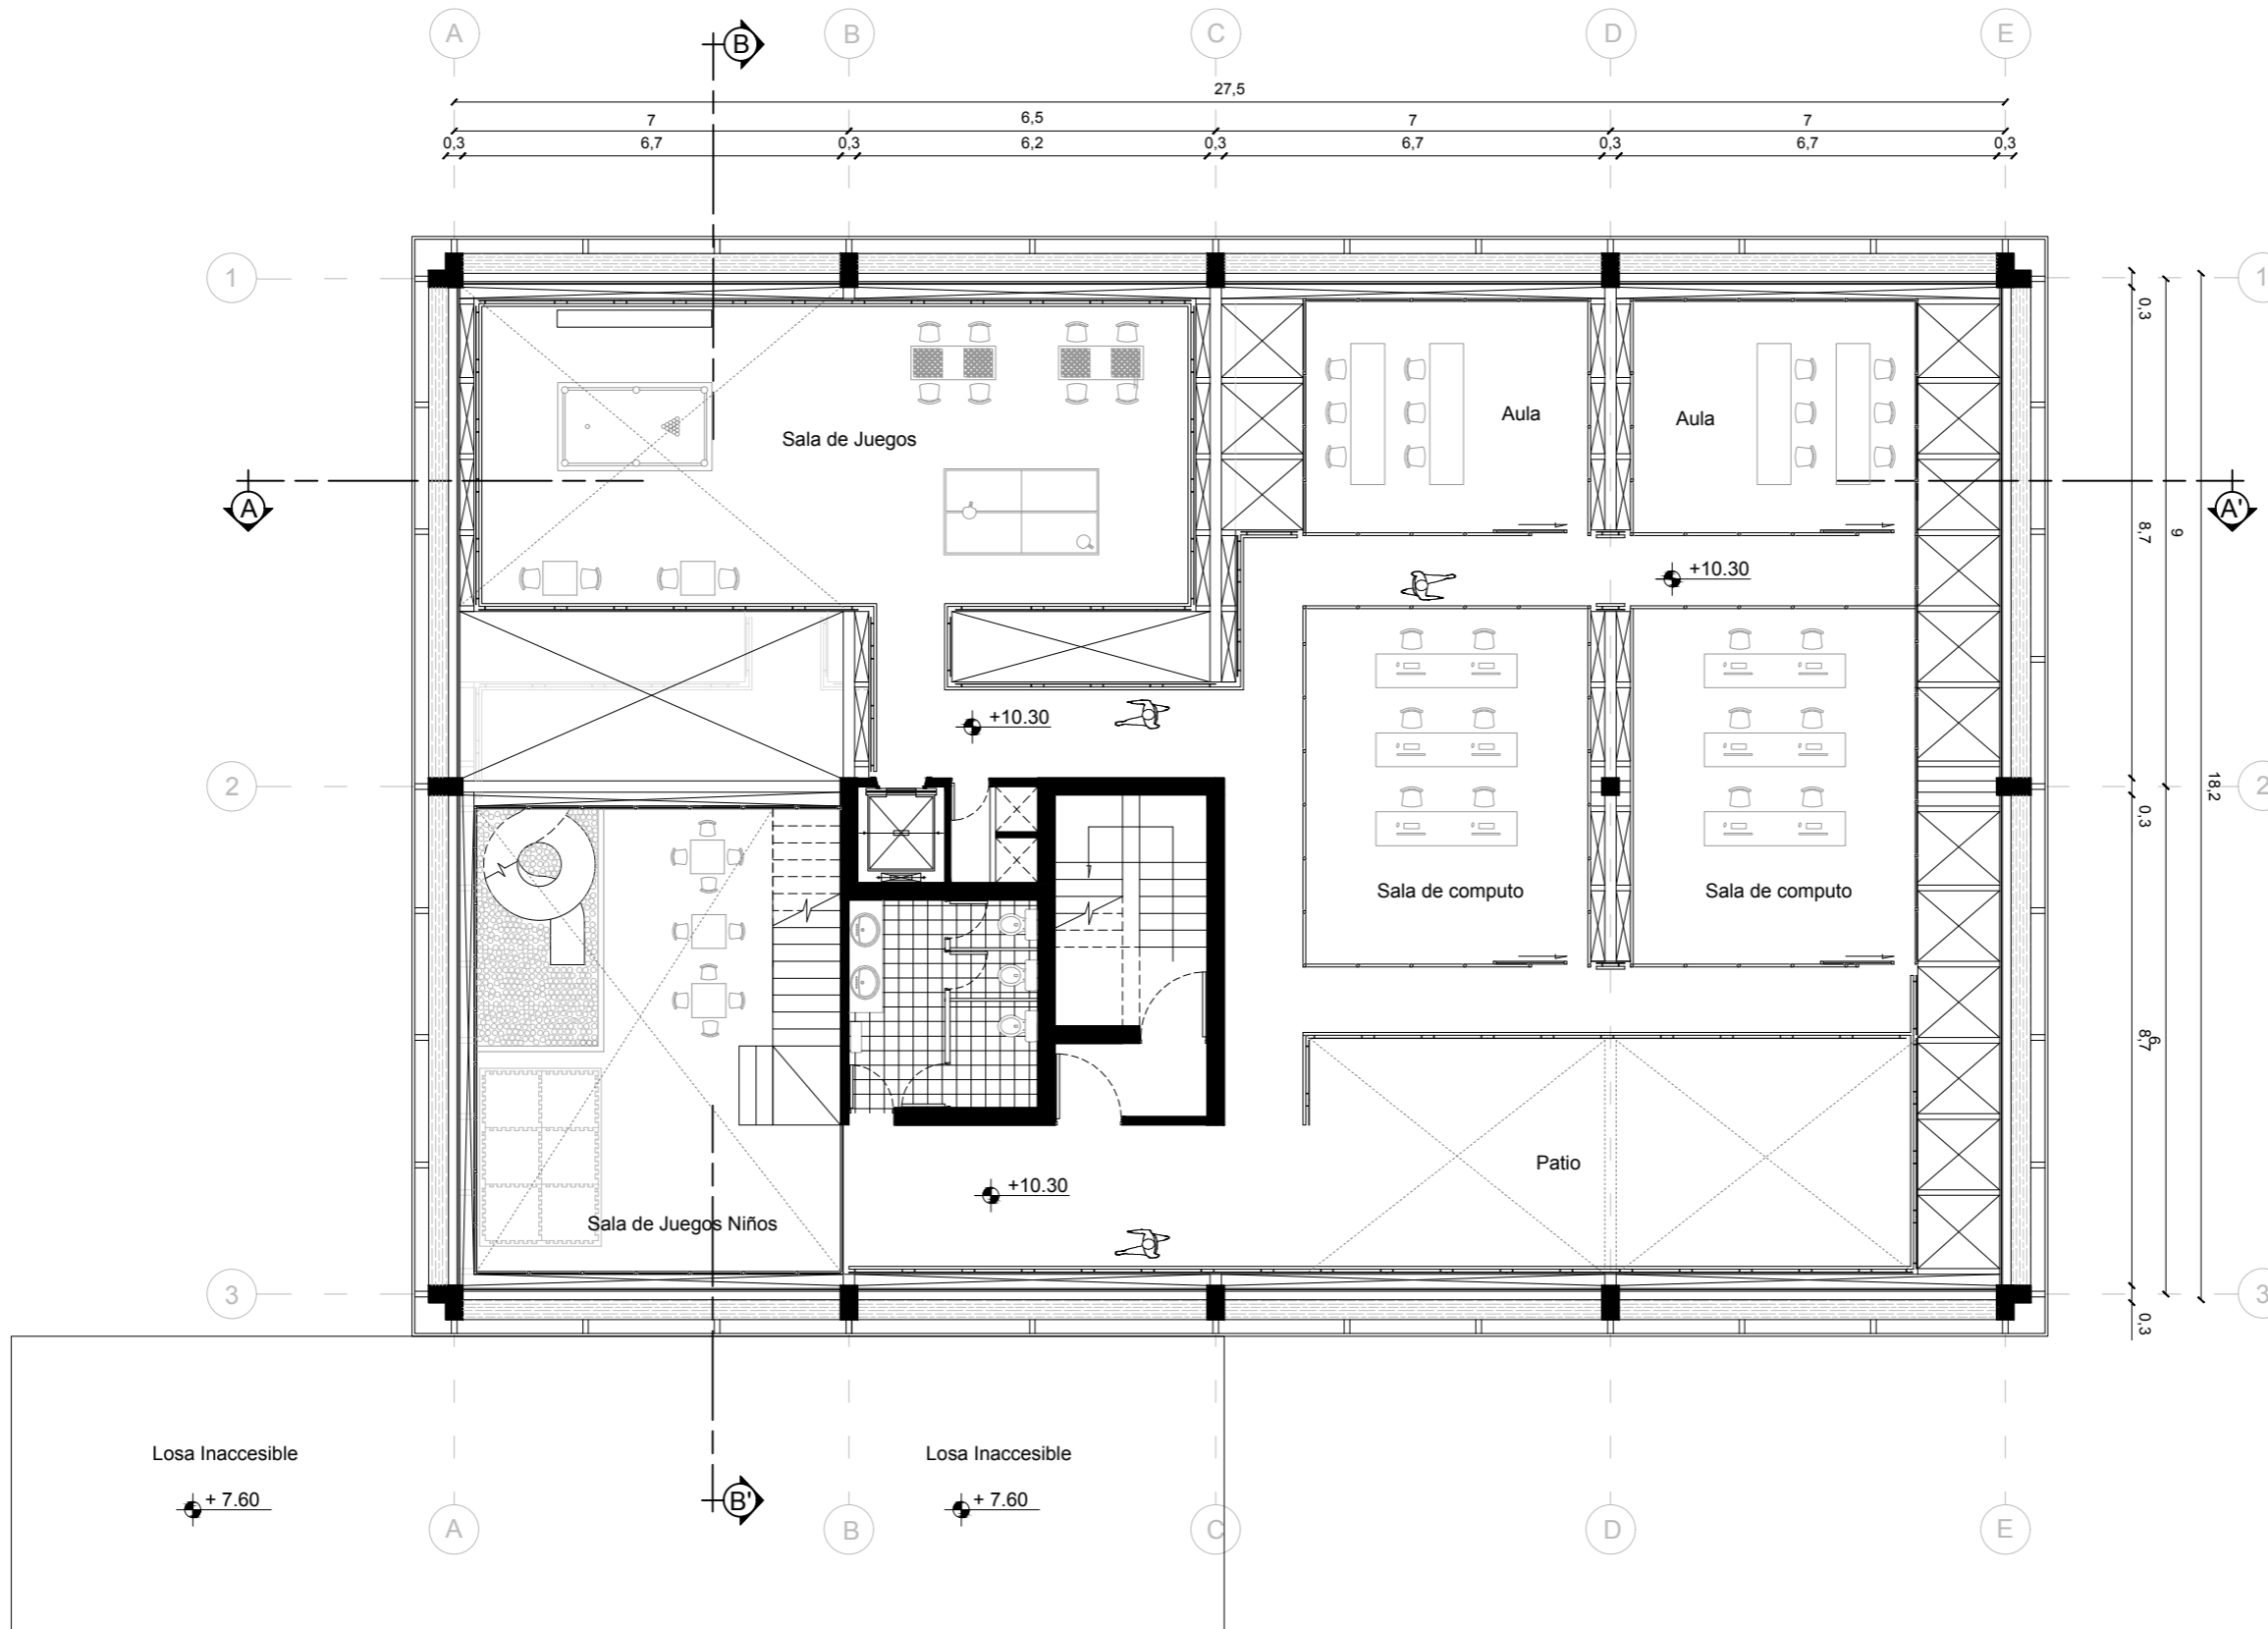 A B C D E
B
27,5
7 6,5 7 7
0,3 6,7 0,3 6,2 0,3 6,7 0,3 6,7 0,3
1 1
0,3
Sala de Juegos
Aula
Aula
A A'
8,7
9
+10.30
+10.30
2 2
18,2
0,3
Sala de computo
Sala de computo
8,7
9
Patio
+10.30
Sala de Juegos Niños
3 3
0,3
Losa Inaccesible
Losa Inaccesible
+ 7.60
+ 7.60
B'
A B C D E